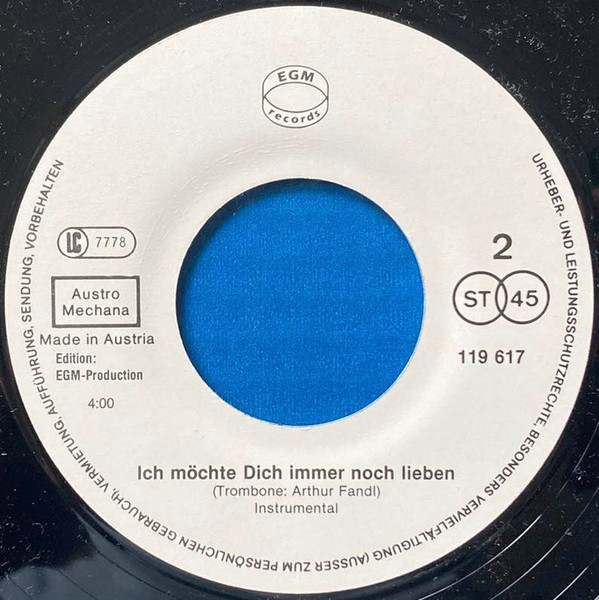 EGM
records
LC 7778
Austro
Mechana
Made in Austria
Edition:
EGM-Production
4:00
2
ST 45
119 617
Ich möchte Dich immer noch lieben
(Trombone: Arthur Fandl)
Instrumental
URHEBER- UND LEISTUNGSSCHUTZRECHTE, BESONDERS VERVIELFÄLTIGUNG (AUSSER ZUM PERSÖNLICHEN GEBRAUCH), VERMIETUNG, AUFFÜHRUNG, SENDUNG, VORBEHALTEN